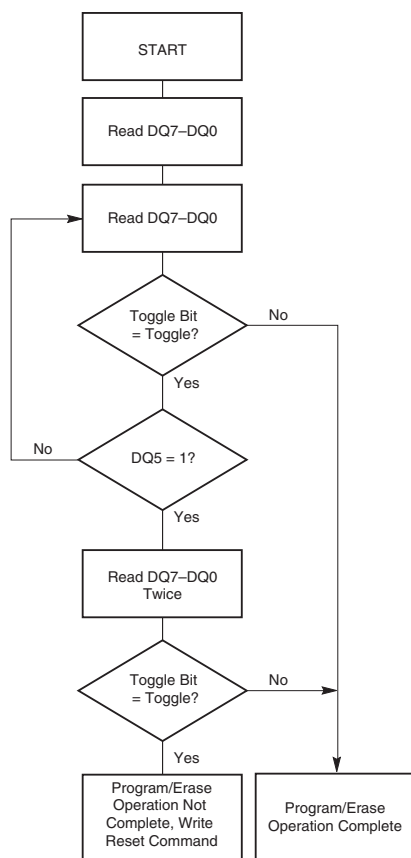 START
Read DQ7–DQ0
Read DQ7–DQ0
Toggle Bit
= Toggle?
No
Yes
No
DQ5 = 1?
Yes
Read DQ7–DQ0
Twice
Toggle Bit
= Toggle?
No
Yes
Program/Erase
Operation Not
Complete, Write
Reset Command
Program/Erase
Operation Complete